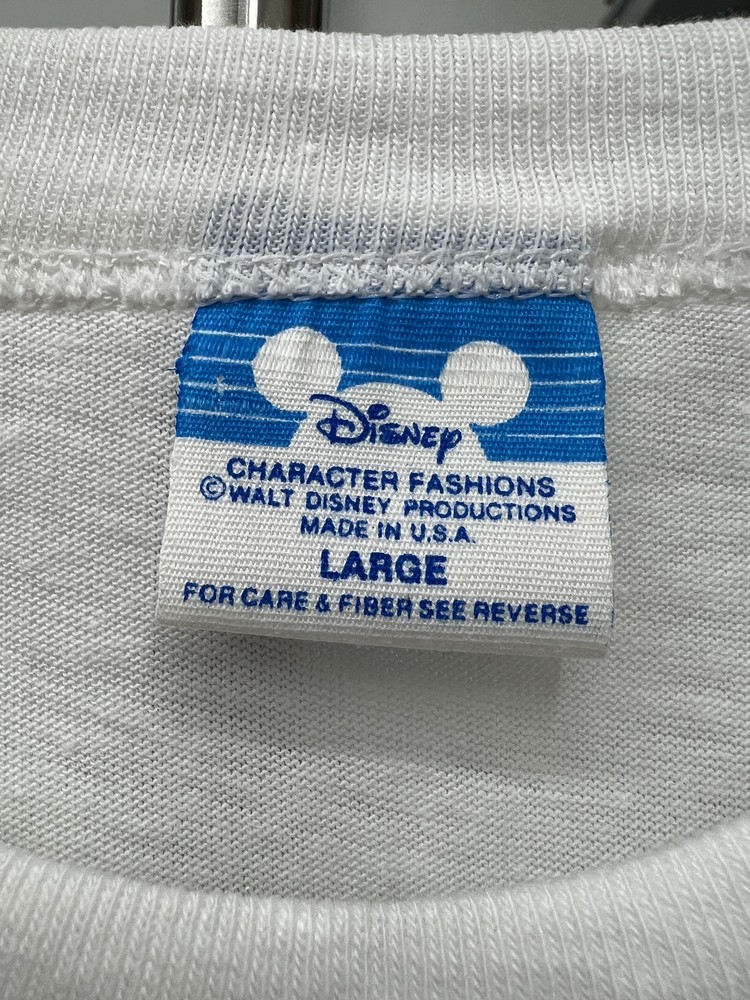 Disney
CHARACTER FASHIONS
©WALT DISNEY PRODUCTIONS
MADE IN U.S.A.
LARGE
FOR CARE & FIBER SEE REVERSE